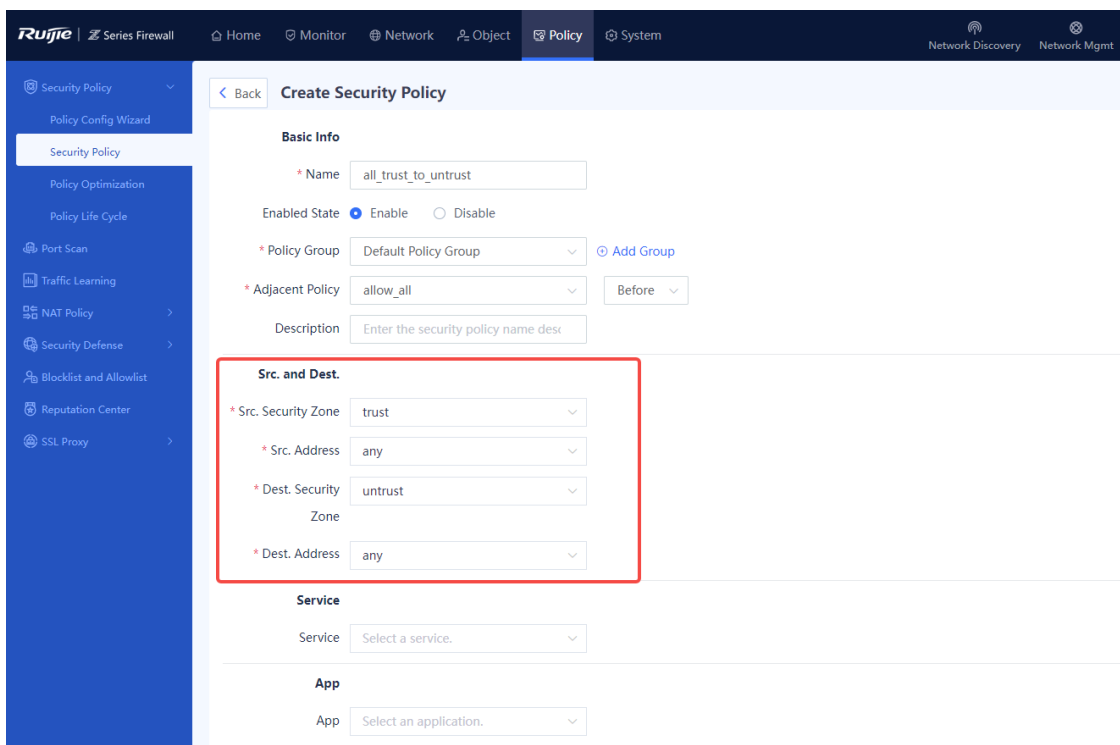 Ruijie | Z Series Firewall
Home Monitor Network Object Policy System
Network Discovery Network Mgmt
Security Policy
Policy Config Wizard
Security Policy
Policy Optimization
Policy Life Cycle
Port Scan
Traffic Learning
NAT Policy
Security Defense
Blocklist and Allowlist
Reputation Center
SSL Proxy
Back Create Security Policy
Basic Info
* Name all_trust_to_untrust
Enabled State Enable Disable
* Policy Group Default Policy Group Add Group
* Adjacent Policy allow_all Before
Description Enter the security policy name desc
Src. and Dest.
* Src. Security Zone trust
* Src. Address any
* Dest. Security untrust
Zone
* Dest. Address any
Service
Service Select a service.
App
App Select an application.